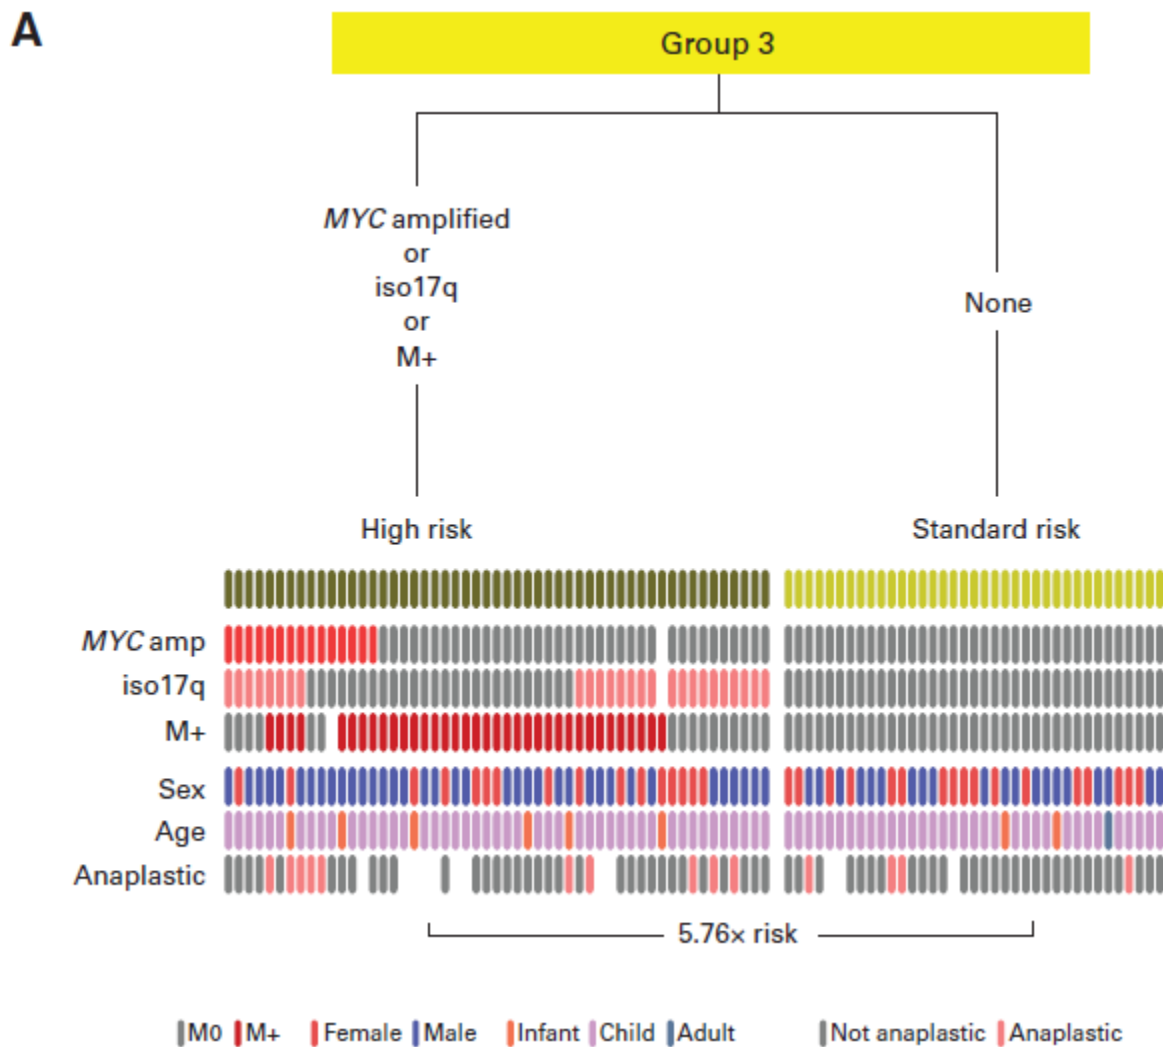 A
Group 3
MYC amplified
or
iso17q
or
M+
None
High risk
Standard risk
MYC amp
iso17q
M+
Sex
Age
Anaplastic
5.76× risk
M0 M+ Female Male Infant Child Adult Not anaplastic Anaplastic